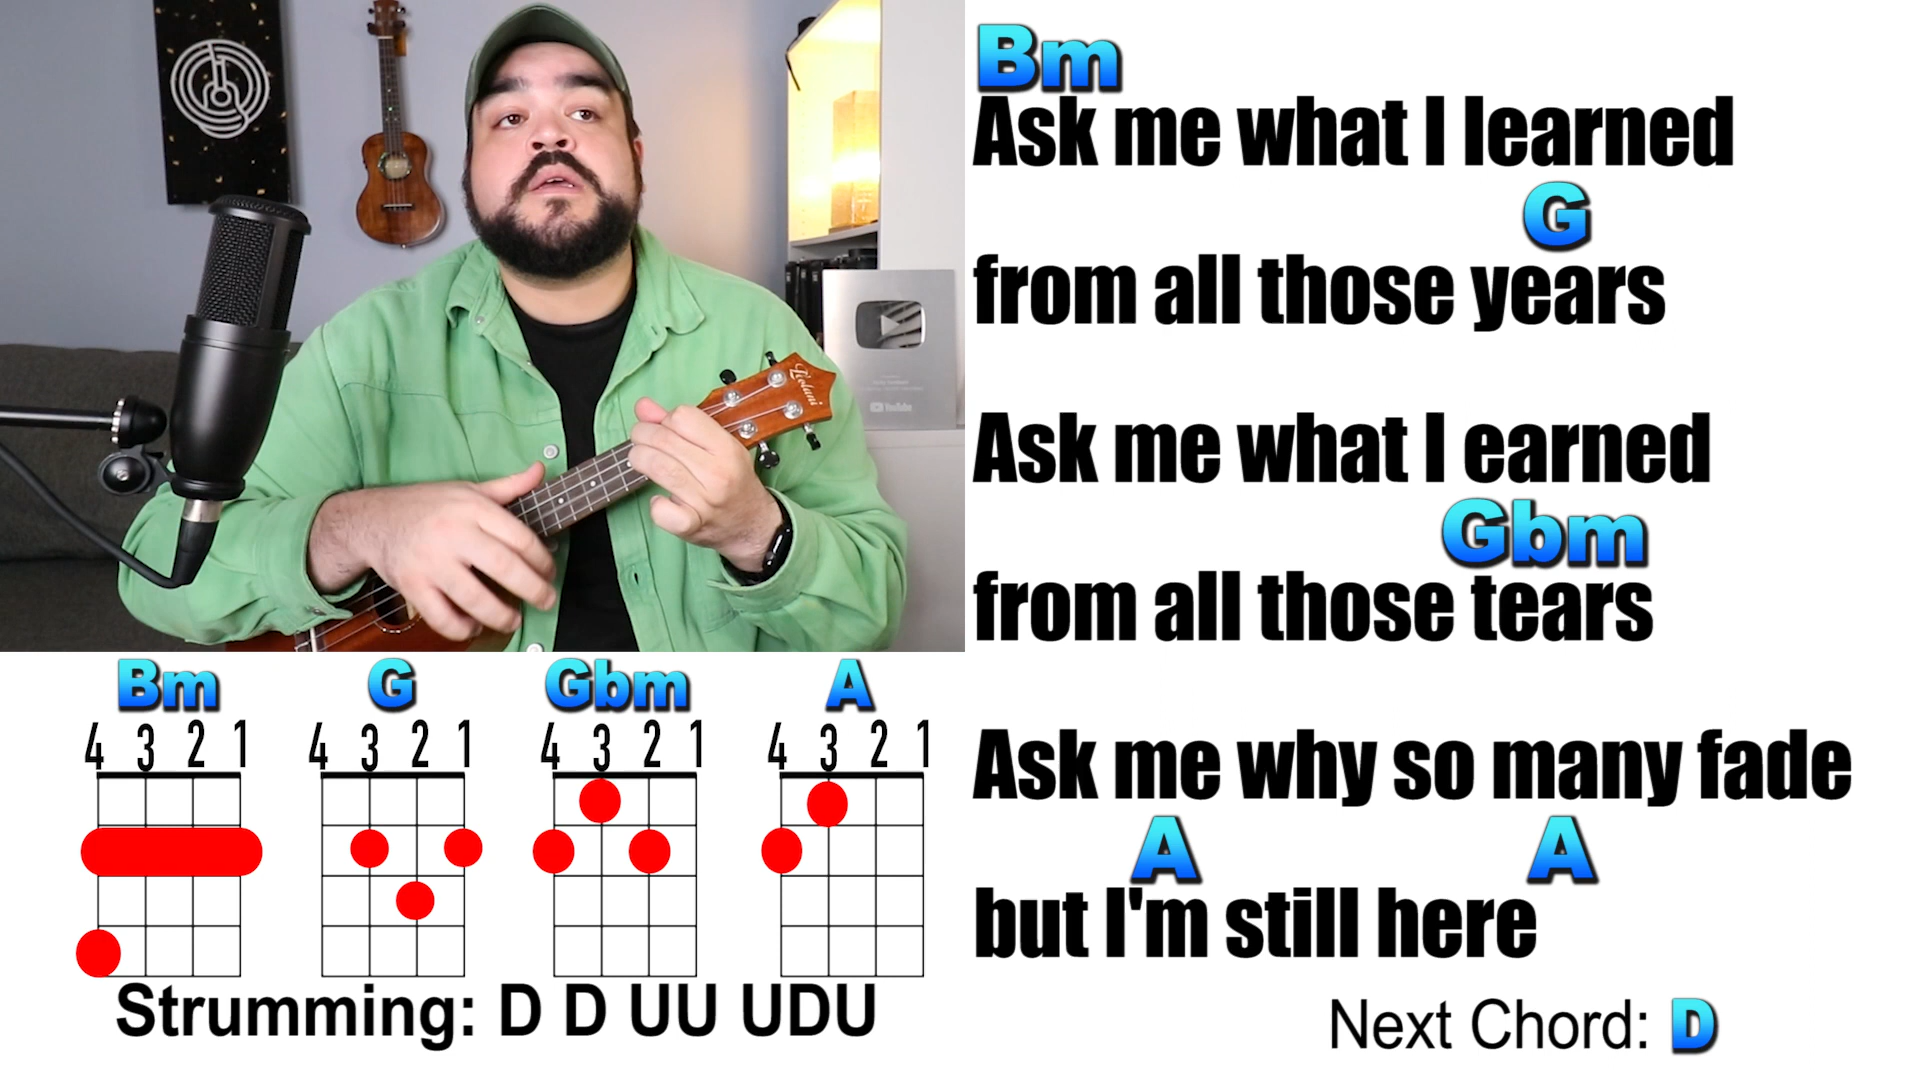 Bm
Ask me what I learned
G
from all those years
Ask me what I earned
Gbm
from all those tears
Ask me why so many fade
A A
but I'm still here
Next Chord: D
Leolani
YouTube
Bm G Gbm A
4 3 2 1 4 3 2 1 4 3 2 1 4 3 2 1
Strumming: D D UU UDU